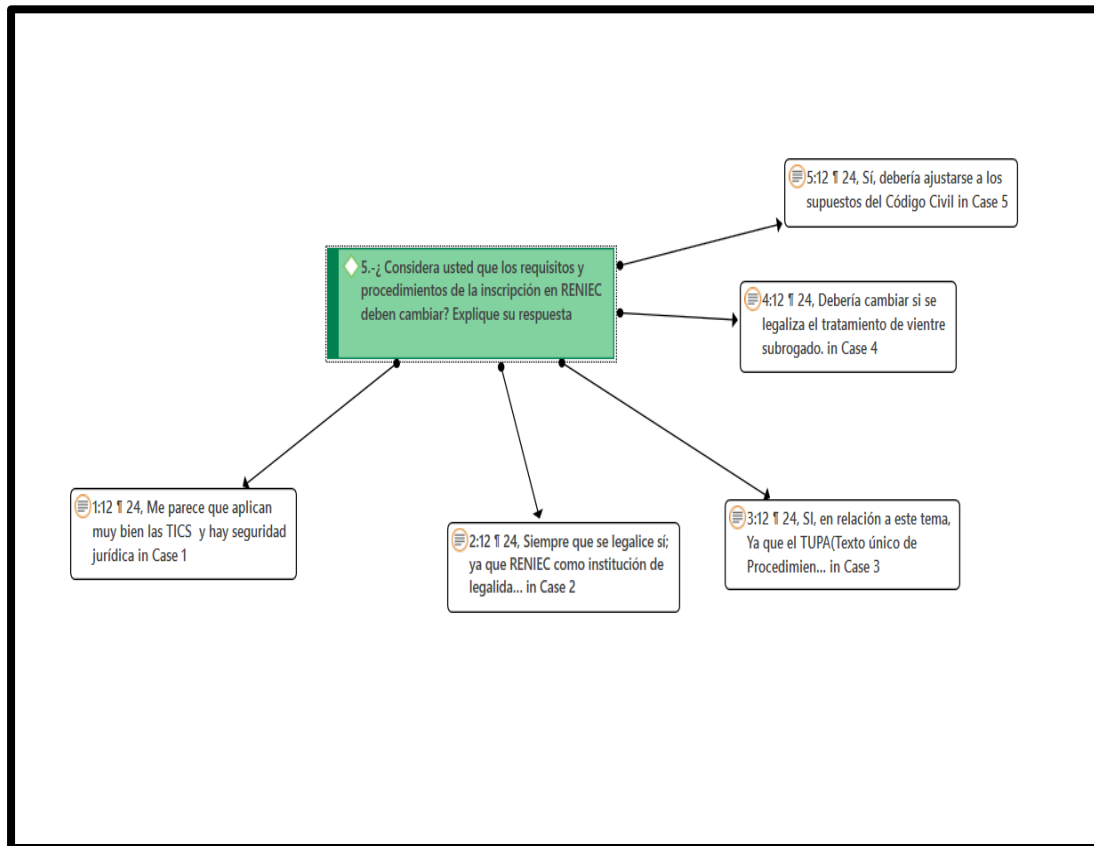 5:12 ¶ 24, Sí, debería ajustarse a los
supuestos del Código Civil in Case 5
5.-¿ Considera usted que los requisitos y
procedimientos de la inscripción en RENIEC
deben cambiar? Explique su respuesta
4:12 ¶ 24, Debería cambiar si se
legaliza el tratamiento de vientre
subrogado. in Case 4
1:12 ¶ 24, Me parece que aplican
muy bien las TICS y hay seguridad
jurídica in Case 1
2:12 ¶ 24, Siempre que se legalice sí;
ya que RENIEC como institución de
legalida... in Case 2
3:12 ¶ 24, SI, en relación a este tema,
Ya que el TUPA(Texto único de
Procedimien... in Case 3